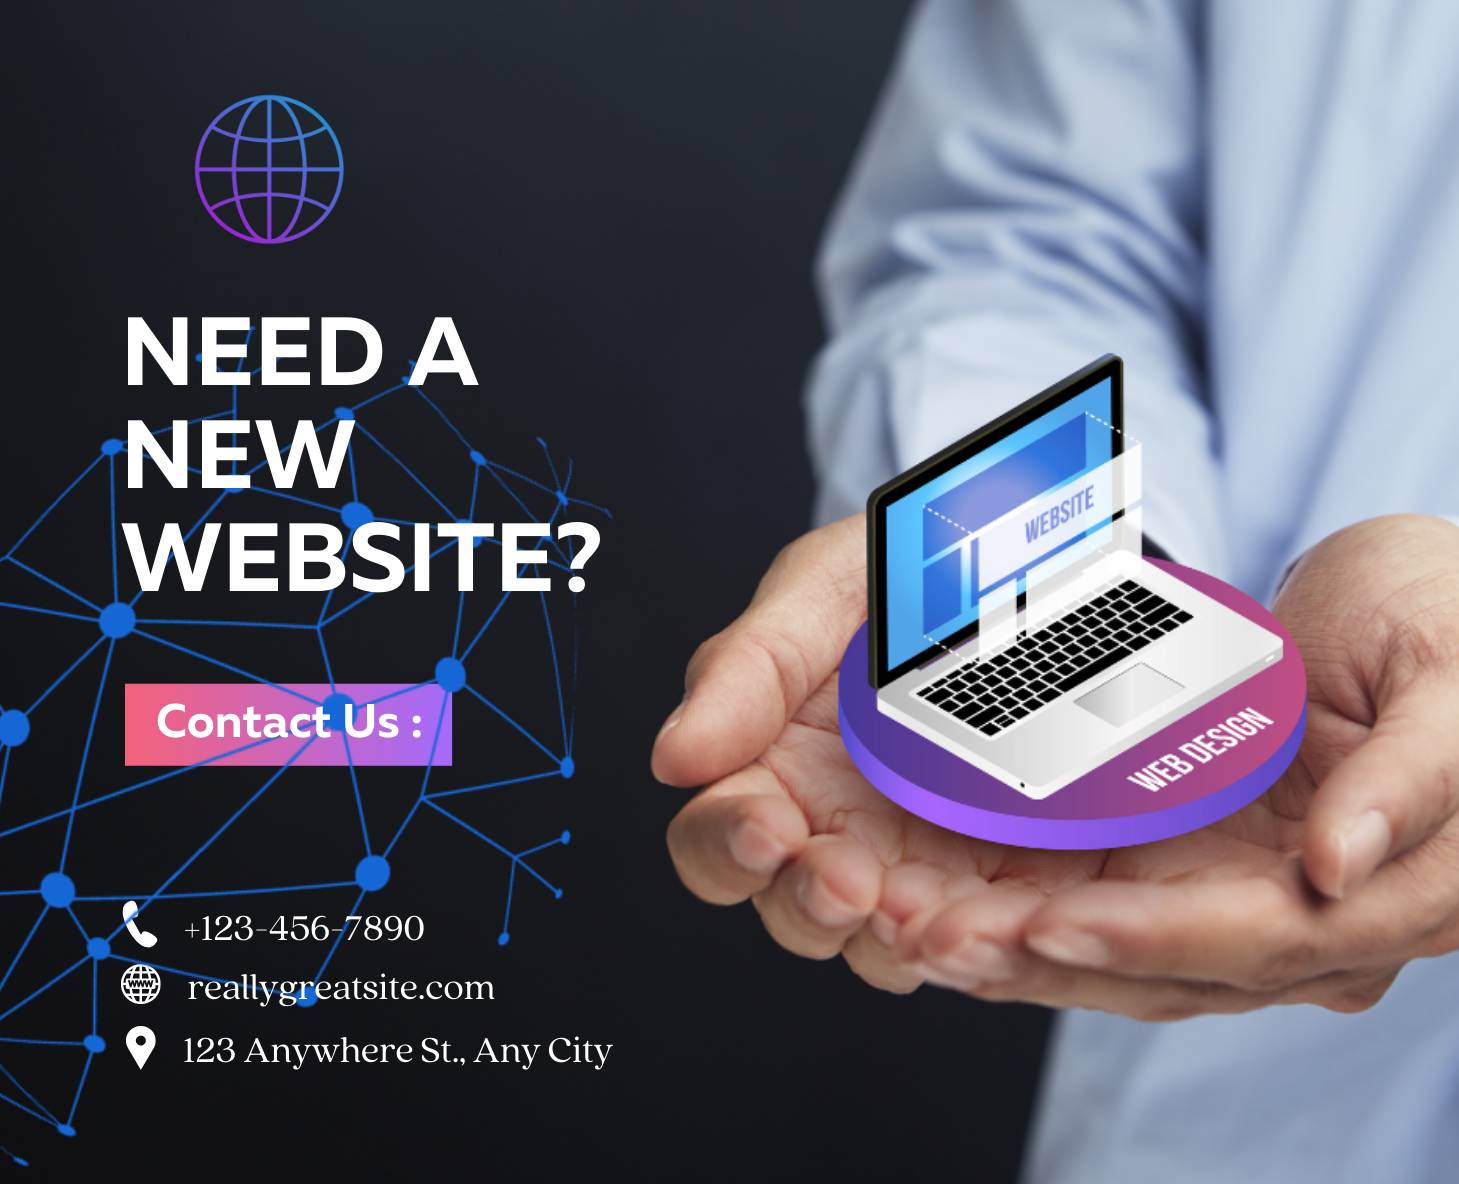 NEED A
NEW
WEBSITE?
Contact Us :
+123-456-7890
www
reallygreatsite.com
123 Anywhere St., Any City
WEBSITE
WEB DESIGN